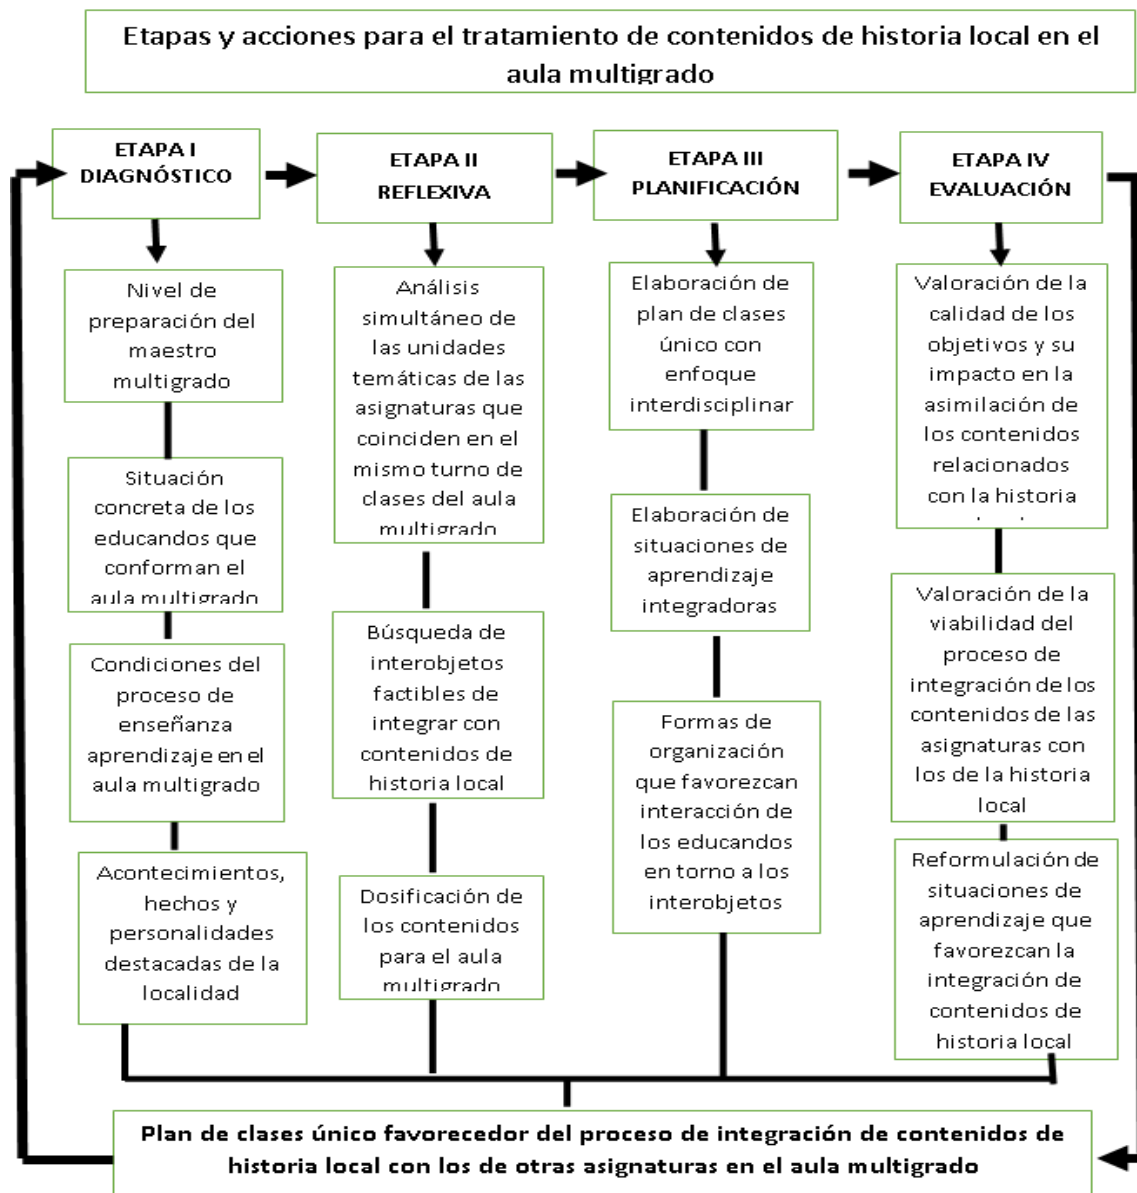 Etapas y acciones para el tratamiento de contenidos de historia local en el
aula multigrado
ETAPA I
DIAGNÓSTICO
ETAPA II
REFLEXIVA
ETAPA III
PLANIFICACIÓN
ETAPA IV
EVALUACIÓN
Nivel de
preparación del
maestro
multigrado
Situación
concreta de los
educandos que
conforman el
aula multigrado
Condiciones del
proceso de
enseñanza
aprendizaje en el
aula multigrado
Acontecimientos,
hechos y
personalidades
destacadas de la
localidad
Análisis
simultáneo de
las unidades
temáticas de las
asignaturas que
coinciden en el
mismo turno de
clases del aula
multigrado
Búsqueda de
interobjetos
factibles de
integrar con
contenidos de
historia local
Dosificación de
los contenidos
para el aula
multigrado
Elaboración de
plan de clases
único con
enfoque
interdisciplinar
Elaboración de
situaciones de
aprendizaje
integradoras
Formas de
organización
que favorezcan
interacción de
los educandos
en torno a los
interobjetos
Valoración de la
calidad de los
objetivos y su
impacto en la
asimilación de
los contenidos
relacionados
con la historia
Valoración de la
viabilidad del
proceso de
integración de los
contenidos de las
asignaturas con
los de la historia
local
Reformulación de
situaciones de
aprendizaje que
favorezcan la
integración de
contenidos de
historia local
Plan de clases único favorecedor del proceso de integración de contenidos de
historia local con los de otras asignaturas en el aula multigrado